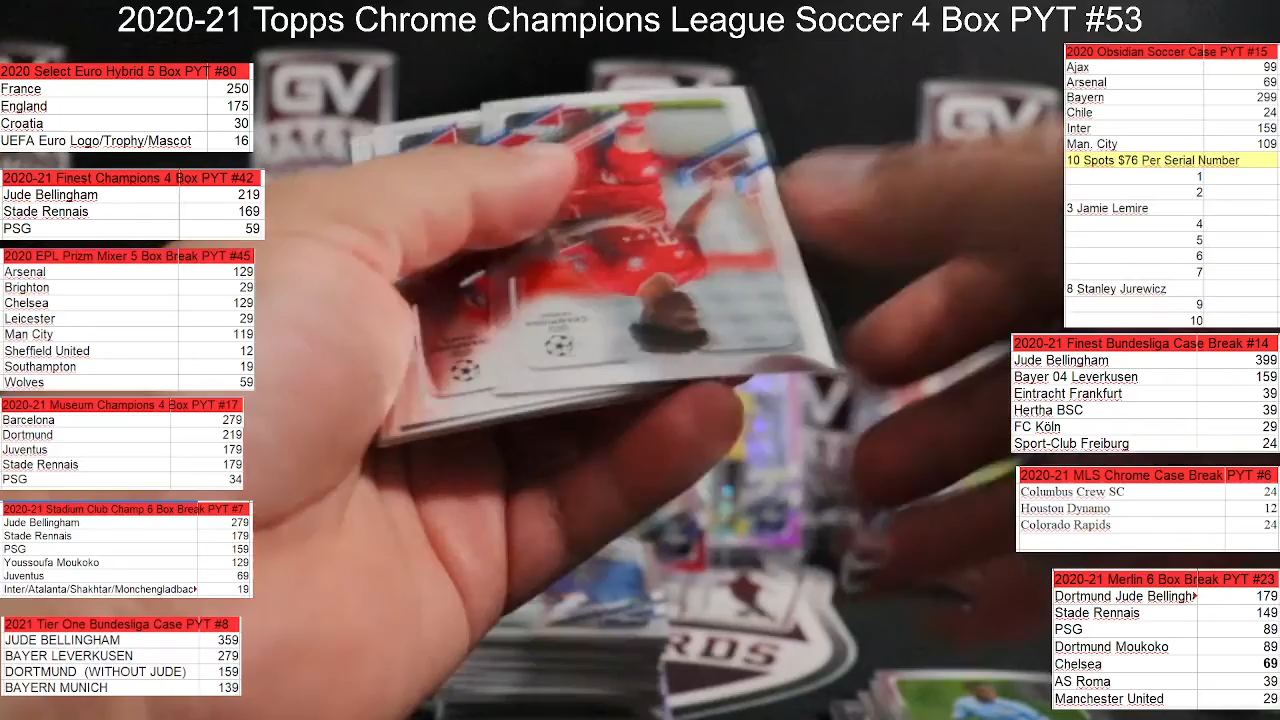 2020-21 Topps Chrome Champions League Soccer 4 Box PYT #53
2020 Select Euro Hybrid 5 Box PYT #80
France 250
England 175
Croatia 30
UEFA Euro Logo/Trophy/Mascot 16
2020-21 Finest Champions 4 Box PYT #42
Jude Bellingham 219
Stade Rennais 169
PSG 59
2020 EPL Prizm Mixer 5 Box Break PYT #45
Arsenal 129
Brighton 29
Chelsea 129
Leicester 29
Man City 119
Sheffield United 12
Southampton 19
Wolves 59
2020-21 Museum Champions 4 Box PYT #17
Barcelona 279
Dortmund 219
Juventus 179
Stade Rennais 179
PSG 34
2020-21 Stadium Club Champ 6 Box Break PYT #7
Jude Bellingham 279
Stade Rennais 179
PSG 159
Youssoufa Moukoko 129
Juventus 69
Inter/Atalanta/Shakhtar/Monchengladbac 19
2021 Tier One Bundesliga Case PYT #8
JUDE BELLINGHAM 359
BAYER LEVERKUSEN 279
DORTMUND (WITHOUT JUDE) 159
BAYERN MUNICH 139
2020 Obsidian Soccer Case PYT #15
Ajax 99
Arsenal 69
Bayern 299
Chile 24
Inter 159
Man. City 109
10 Spots $76 Per Serial Number
1
2
3 Jamie Lemire
4
5
6
7
8 Stanley Jurewicz
9
10
2020-21 Finest Bundesliga Case Break #14
Jude Bellingham 399
Bayer 04 Leverkusen 159
Eintracht Frankfurt 39
Hertha BSC 39
FC Köln 29
Sport-Club Freiburg 24
2020-21 MLS Chrome Case Break PYT #6
Columbus Crew SC 24
Houston Dynamo 12
Colorado Rapids 24
2020-21 Merlin 6 Box Break PYT #23
Dortmund Jude Bellingh 179
Stade Rennais 149
PSG 89
Dortmund Moukoko 89
Chelsea 69
AS Roma 39
Manchester United 29
GV
GV
RDS